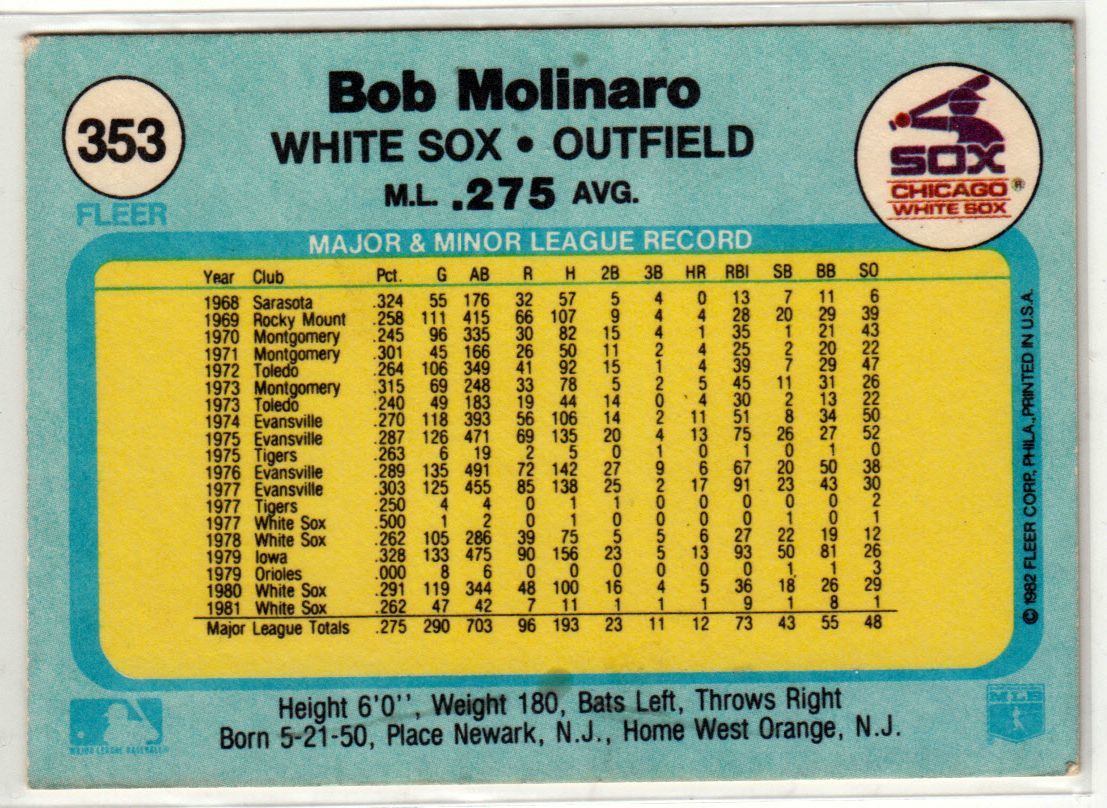 353
FLEER
Bob Molinaro
WHITE SOX • OUTFIELD
M.L. .275 AVG.
SOX
CHICAGO ®
WHITE SOX
MAJOR & MINOR LEAGUE RECORD
Year Club Pct. G AB R H 2B 3B HR RBI SB BB SO
1968 Sarasota .324 55 176 32 57 5 4 0 13 7 11 6
1969 Rocky Mount .258 111 415 66 107 9 4 4 28 20 29 39
1970 Montgomery .245 96 335 30 82 15 4 1 35 1 21 43
1971 Montgomery .301 45 166 26 50 11 2 4 25 2 20 22
1972 Toledo .264 106 349 41 92 15 1 4 39 7 29 47
1973 Montgomery .315 69 248 33 78 5 2 5 45 11 31 26
1973 Toledo .240 49 183 19 44 14 0 4 30 2 13 22
1974 Evansville .270 118 393 56 106 14 2 11 51 8 34 50
1975 Evansville .287 126 471 69 135 20 4 13 75 26 27 52
1975 Tigers .263 6 19 2 5 0 1 0 1 0 1 0
1976 Evansville .289 135 491 72 142 27 9 6 67 20 50 38
1977 Evansville .303 125 455 85 138 25 2 17 91 23 43 30
1977 Tigers .250 4 4 0 1 1 0 0 0 0 0 2
1977 White Sox .500 1 2 0 1 0 0 0 0 1 0 1
1978 White Sox .262 105 286 39 75 5 5 6 27 22 19 12
1979 Iowa .328 133 475 90 156 23 5 13 93 50 81 26
1979 Orioles .000 8 6 0 0 0 0 0 0 1 1 3
1980 White Sox .291 119 344 48 100 16 4 5 36 18 26 29
1981 White Sox .262 47 42 7 11 1 1 1 9 1 8 1
Major League Totals .275 290 703 96 193 23 11 12 73 43 55 48
© 1982 FLEER CORP., PHILA., PRINTED IN U.S.A.
Height 6'0'', Weight 180, Bats Left, Throws Right
Born 5-21-50, Place Newark, N.J., Home West Orange, N.J.
MAJOR LEAGUE BASEBALL
MLB